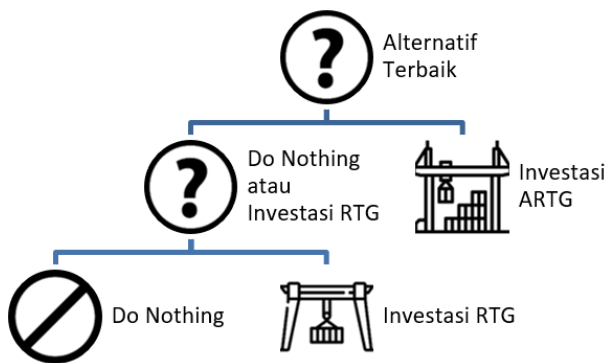 ?
Alternatif
Terbaik
?
Do Nothing
atau
Investasi RTG
Investasi
ARTG
Do Nothing
Investasi RTG